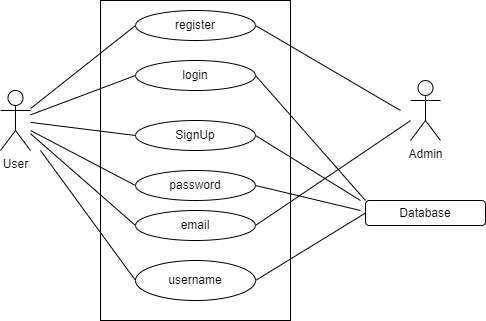 register
login
SignUp
User
Admin
password
Database
email
username